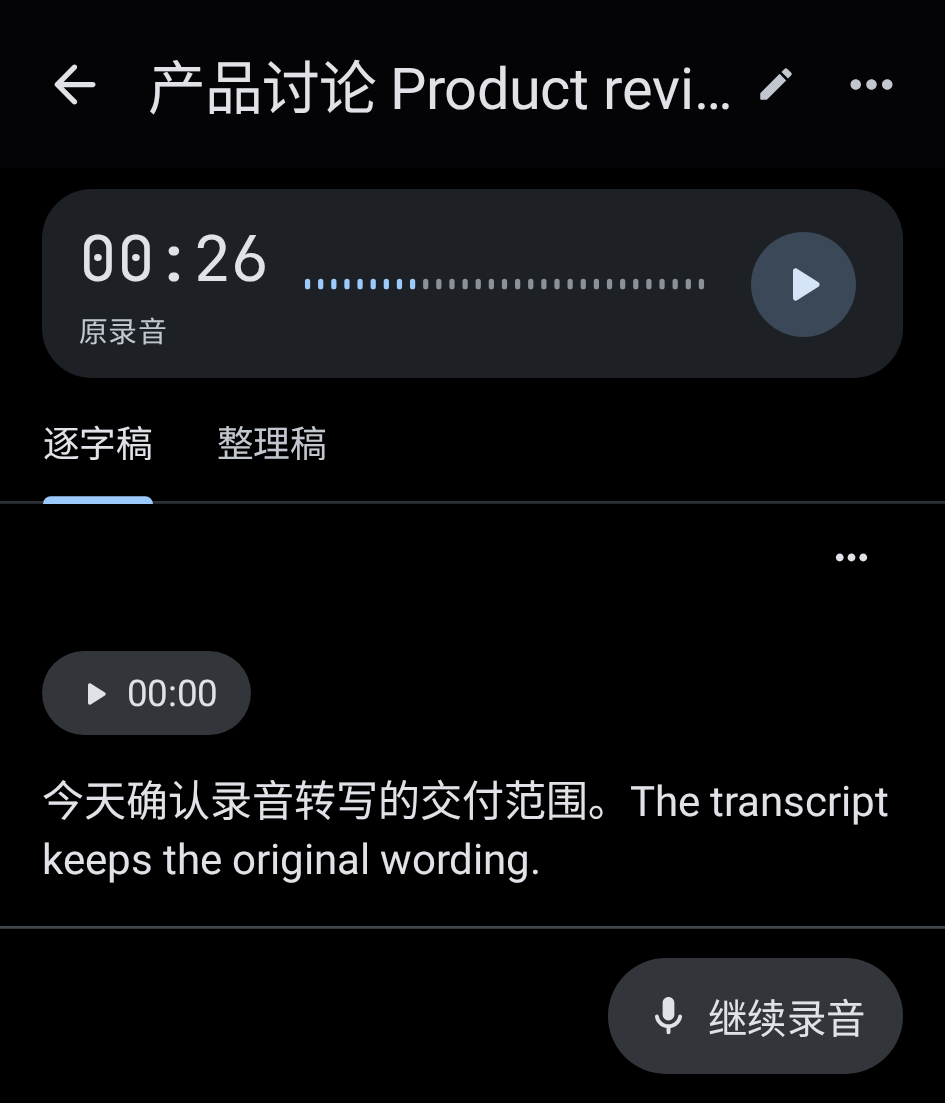 产品讨论 Product revi...
00:26
原录音
逐字稿 整理稿
00:00
今天确认录音转写的交付范围。The transcript
keeps the original wording.
继续录音